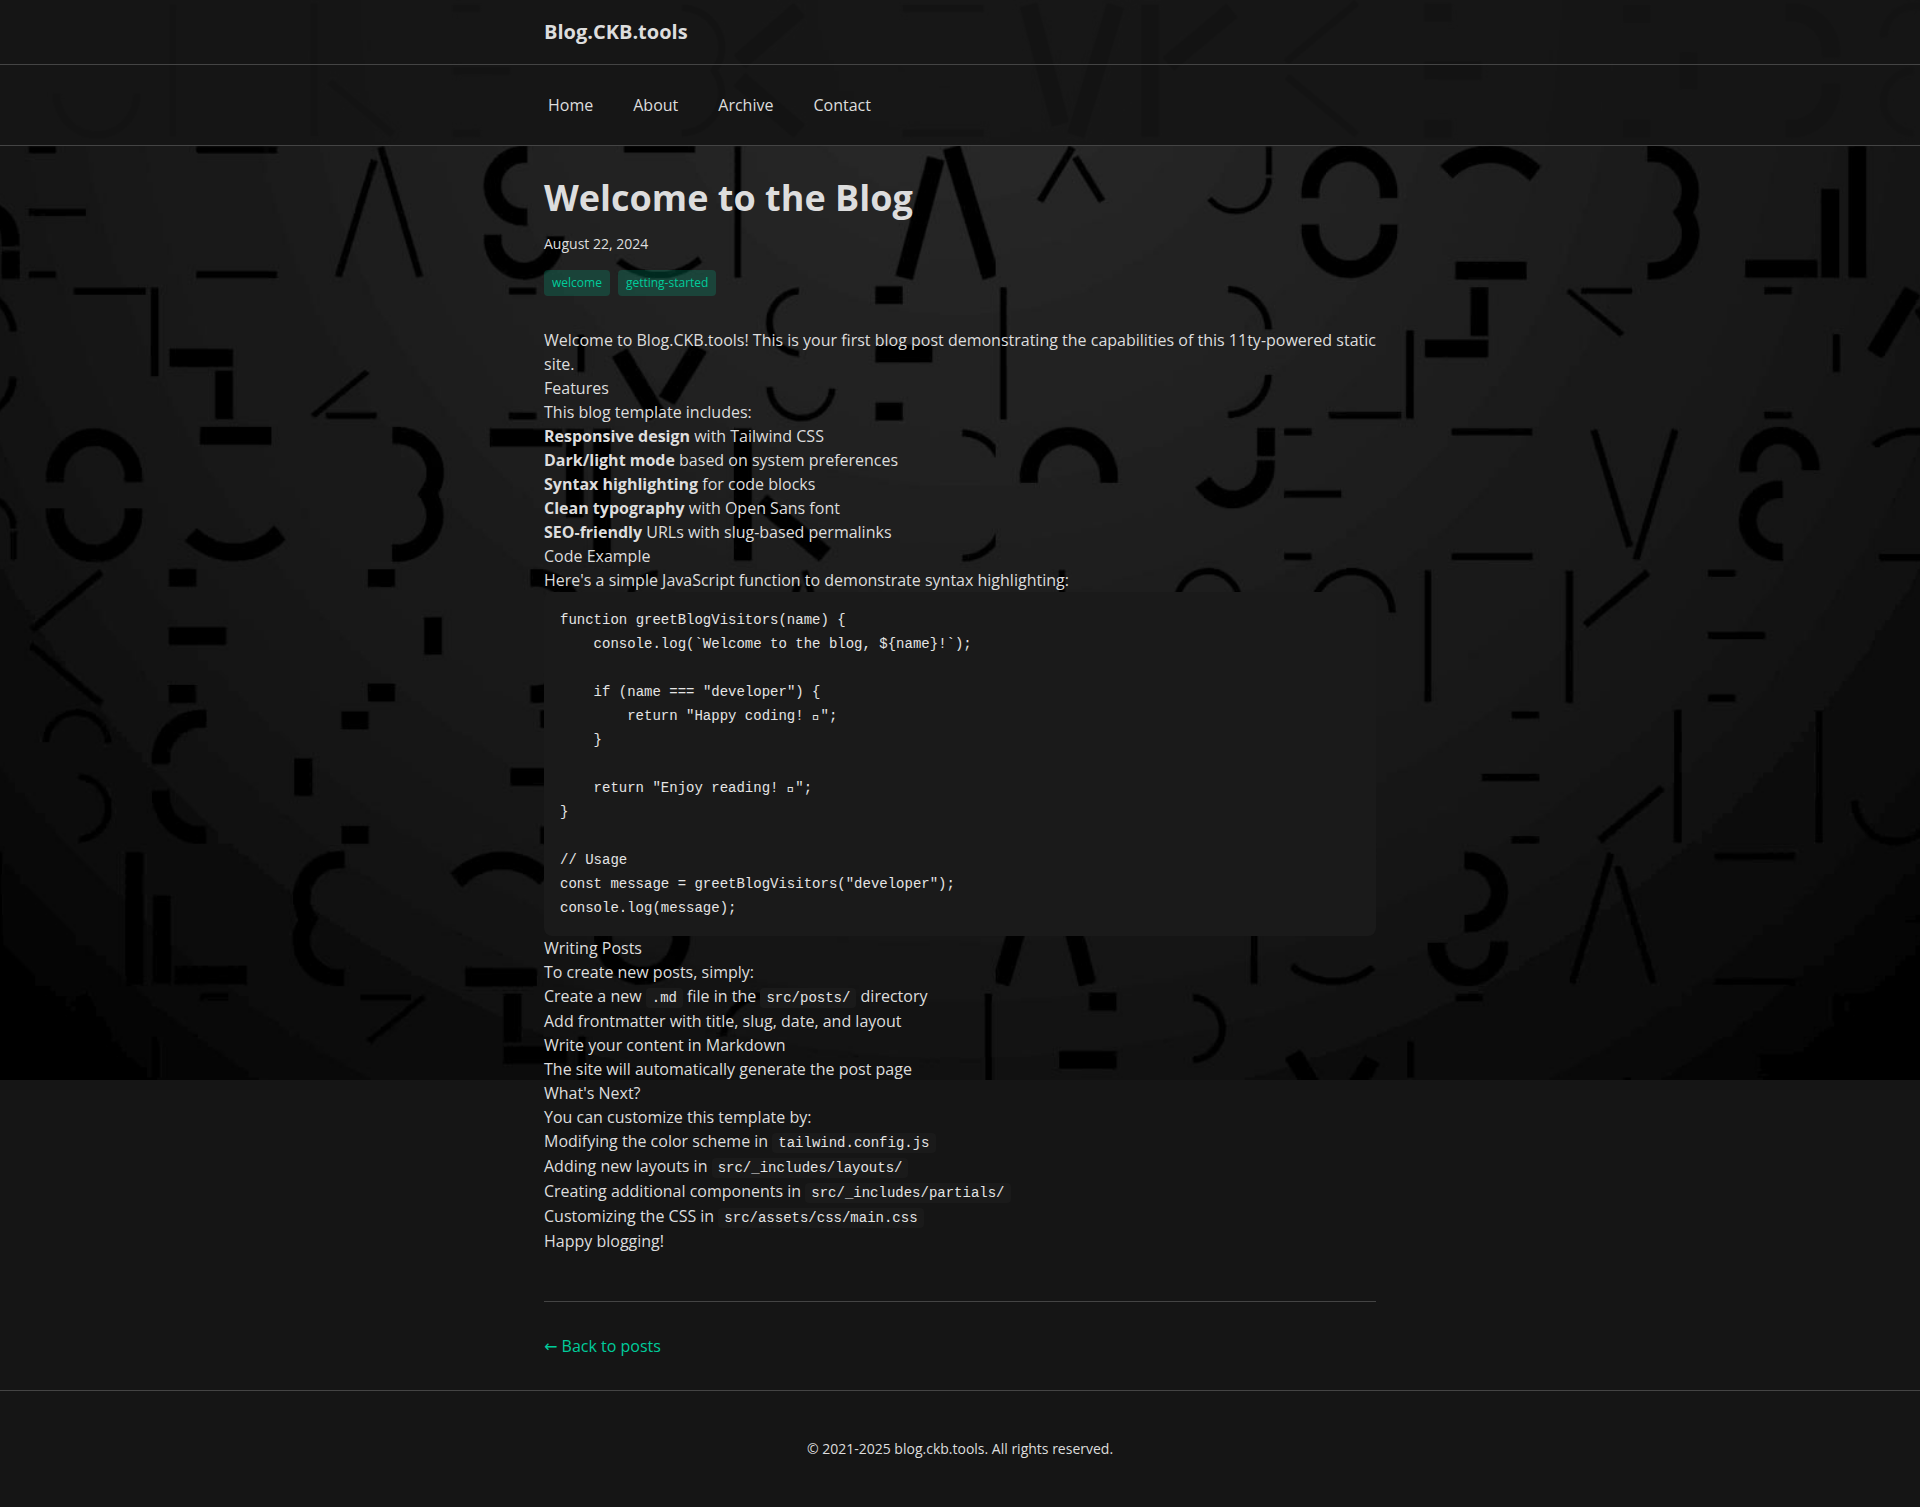 Blog.CKB.tools
Home About Archive Contact
Welcome to the Blog
August 22, 2024
welcome getting-started
Welcome to Blog.CKB.tools! This is your first blog post demonstrating the capabilities of this 11ty-powered static
site.
Features
This blog template includes:
Responsive design with Tailwind CSS
Dark/light mode based on system preferences
Syntax highlighting for code blocks
Clean typography with Open Sans font
SEO-friendly URLs with slug-based permalinks
Code Example
Here's a simple JavaScript function to demonstrate syntax highlighting:
function greetBlogVisitors(name) {
    console.log(`Welcome to the blog, ${name}!`);
    if (name === "developer") {
        return "Happy coding! ▯";
    }
    return "Enjoy reading! ▯";
}
// Usage
const message = greetBlogVisitors("developer");
console.log(message);
Writing Posts
To create new posts, simply:
Create a new .md file in the src/posts/ directory
Add frontmatter with title, slug, date, and layout
Write your content in Markdown
The site will automatically generate the post page
What's Next?
You can customize this template by:
Modifying the color scheme in tailwind.config.js
Adding new layouts in src/_includes/layouts/
Creating additional components in src/_includes/partials/
Customizing the CSS in src/assets/css/main.css
Happy blogging!
← Back to posts
© 2021-2025 blog.ckb.tools. All rights reserved.